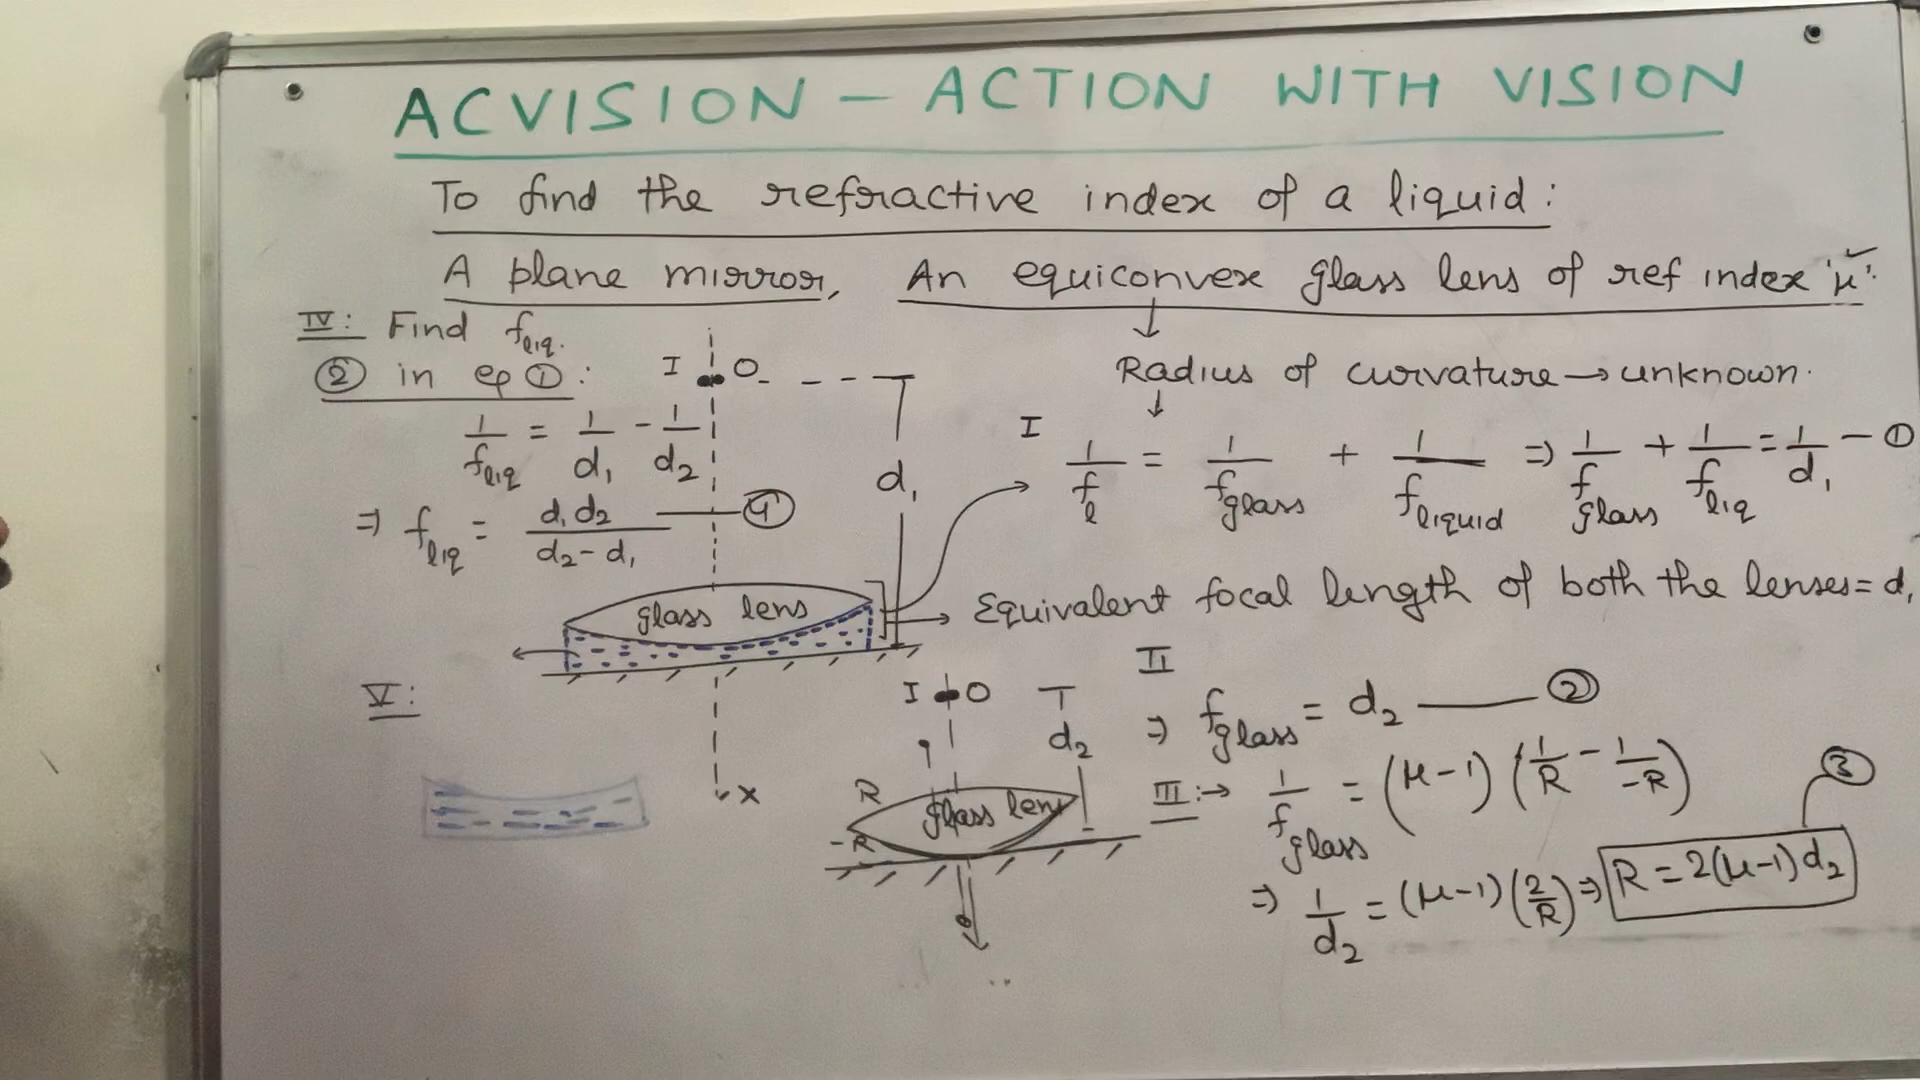 ACVISION - ACTION WITH VISION
To find the refractive index of a liquid:
A plane mirror, An equiconvex glass lens of ref index 'μ'.
IV: Find f_liq.
② in eq ①:
1/f_liq = 1/d₁ - 1/d₂
⇒ f_liq = d₁d₂/(d₂ - d₁) — ④
I O
d₁
glass lens
x
Radius of curvature → unknown.
I
1/f_l = 1/f_glass + 1/f_liquid ⇒ 1/f_glass + 1/f_liq = 1/d₁ - ①
Equivalent focal length of both the lenses = d₁
V:
I O
d₂
R
-R
glass lens
II
⇒ f_glass = d₂ — ②
III: → 1/f_glass = (μ-1)(1/R - 1/-R)
⇒ 1/d₂ = (μ-1)(2/R) ⇒ R = 2(μ-1)d₂
③